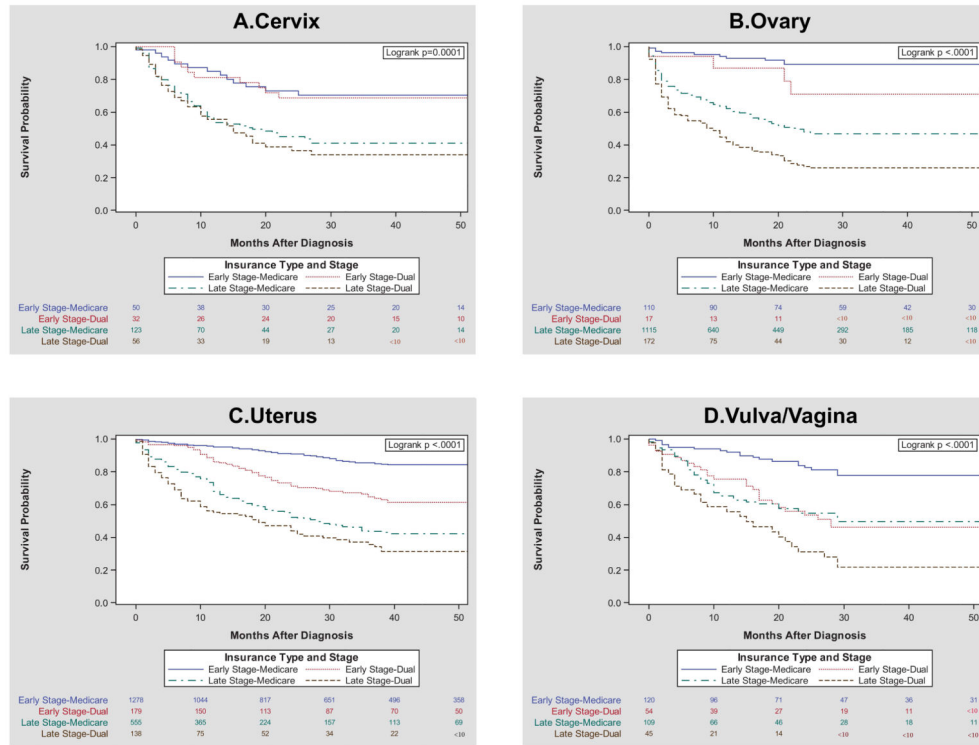 A.Cervix
Logrank p=0.0001
Survival Probability
1.0
0.8
0.6
0.4
0.2
0.0
0 10 20 30 40 50
Months After Diagnosis
Insurance Type and Stage
Early Stage-Medicare Early Stage-Dual
Late Stage-Medicare Late Stage-Dual
Early Stage-Medicare 50 38 30 25 20 14
Early Stage-Dual 32 26 24 20 15 10
Late Stage-Medicare 123 70 44 27 20 14
Late Stage-Dual 56 33 19 13 <10 <10
B.Ovary
Logrank p <.0001
Survival Probability
1.0
0.8
0.6
0.4
0.2
0.0
0 10 20 30 40 50
Months After Diagnosis
Insurance Type and Stage
Early Stage-Medicare Early Stage-Dual
Late Stage-Medicare Late Stage-Dual
Early Stage-Medicare 110 90 74 59 42 30
Early Stage-Dual 17 13 11 <10 <10 <10
Late Stage-Medicare 1115 640 449 292 185 118
Late Stage-Dual 172 75 44 30 12 <10
C.Uterus
Logrank p <.0001
Survival Probability
1.0
0.8
0.6
0.4
0.2
0.0
0 10 20 30 40 50
Months After Diagnosis
Insurance Type and Stage
Early Stage-Medicare Early Stage-Dual
Late Stage-Medicare Late Stage-Dual
Early Stage-Medicare 1278 1044 817 651 496 358
Early Stage-Dual 179 150 113 87 70 50
Late Stage-Medicare 555 365 224 157 113 69
Late Stage-Dual 138 75 52 34 22 <10
D.Vulva/Vagina
Logrank p <.0001
Survival Probability
1.0
0.8
0.6
0.4
0.2
0.0
0 10 20 30 40 50
Months After Diagnosis
Insurance Type and Stage
Early Stage-Medicare Early Stage-Dual
Late Stage-Medicare Late Stage-Dual
Early Stage-Medicare 120 96 71 47 36 31
Early Stage-Dual 54 39 27 19 11 <10
Late Stage-Medicare 109 66 46 28 18 11
Late Stage-Dual 45 21 14 <10 <10 <10